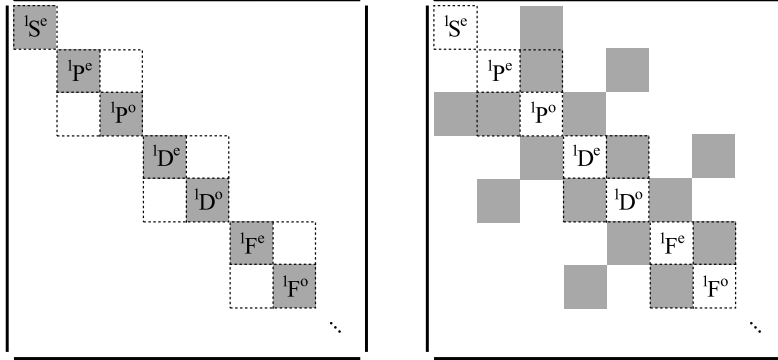 ¹Sᵉ ¹Sᵉ
¹Pᵉ ¹Pᵉ
¹Pᵒ ¹Pᵒ
¹Dᵉ ¹Dᵉ
¹Dᵒ ¹Dᵒ
¹Fᵉ ¹Fᵉ
¹Fᵒ ¹Fᵒ
⋱ ⋱